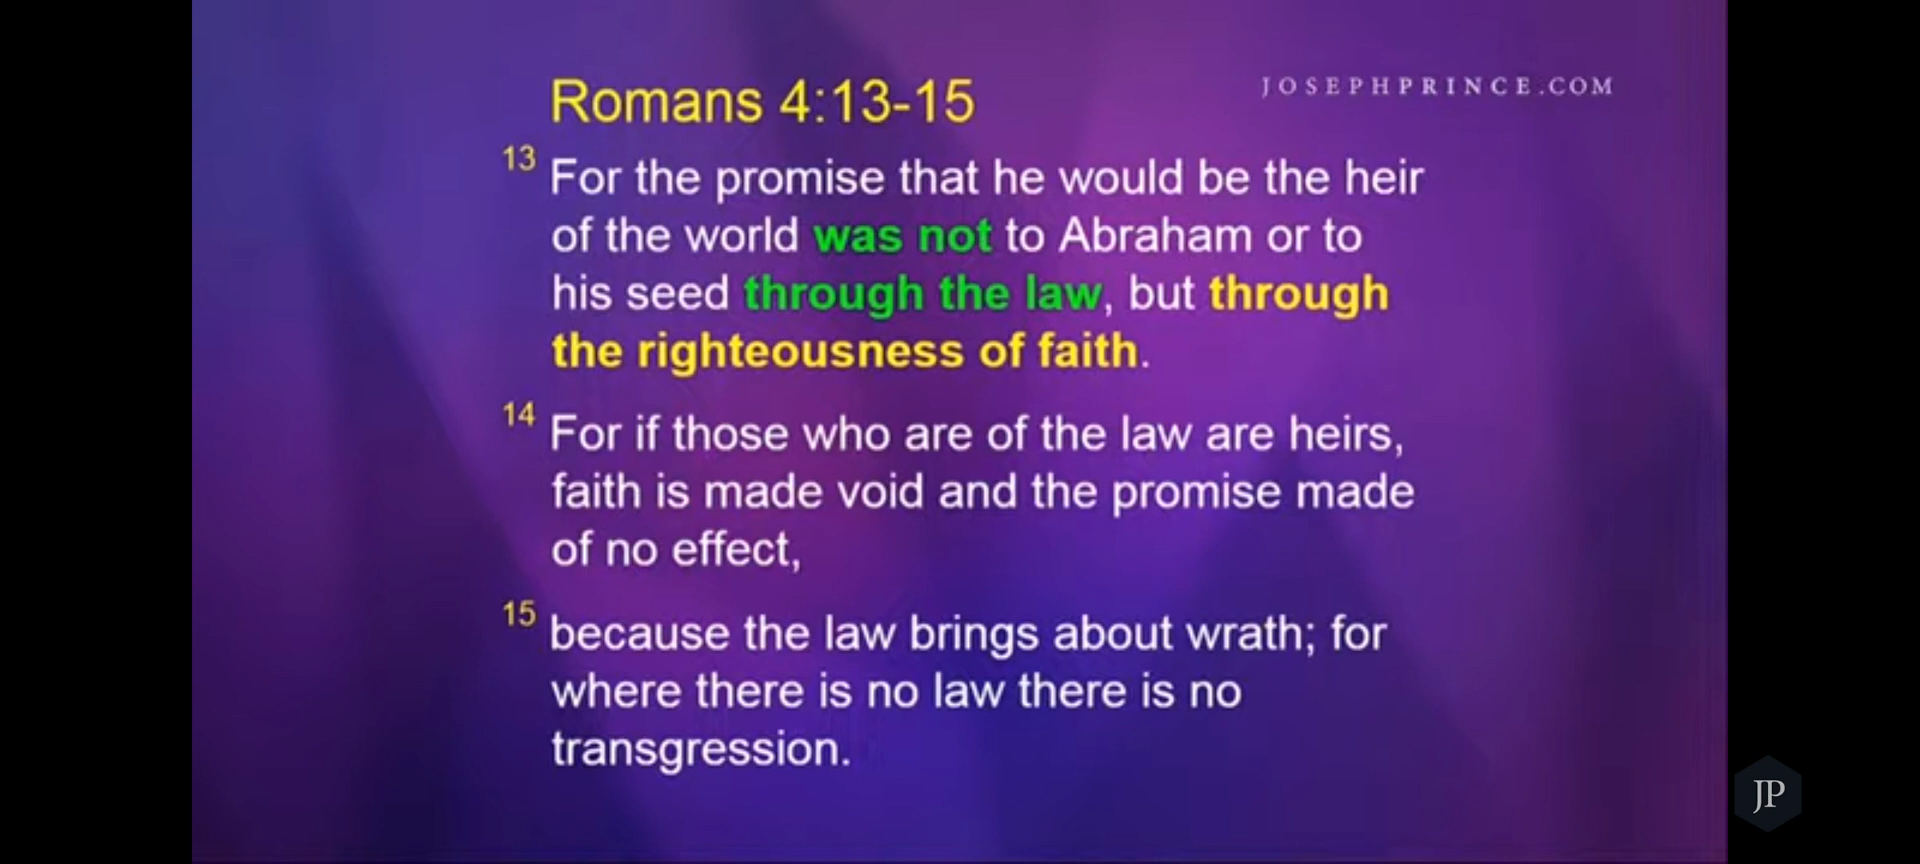 Romans 4:13-15
JOSEPHPRINCE.COM
13 For the promise that he would be the heir
of the world was not to Abraham or to
his seed through the law, but through
the righteousness of faith.
14 For if those who are of the law are heirs,
faith is made void and the promise made
of no effect,
15 because the law brings about wrath; for
where there is no law there is no
transgression.
JP